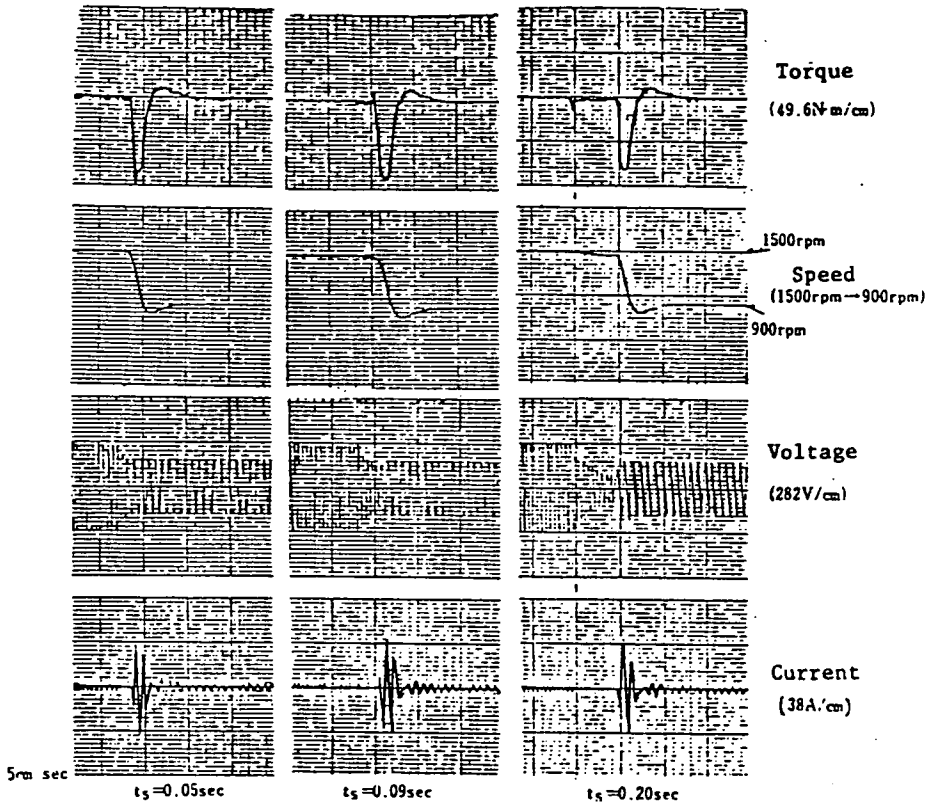 Torque
(49.6N·m/cm)
1500rpm
Speed
(1500rpm→900rpm)
900rpm
Voltage
(282V/cm)
Current
(38A/cm)
5cm sec
ts=0.05sec
ts=0.09sec
ts=0.20sec